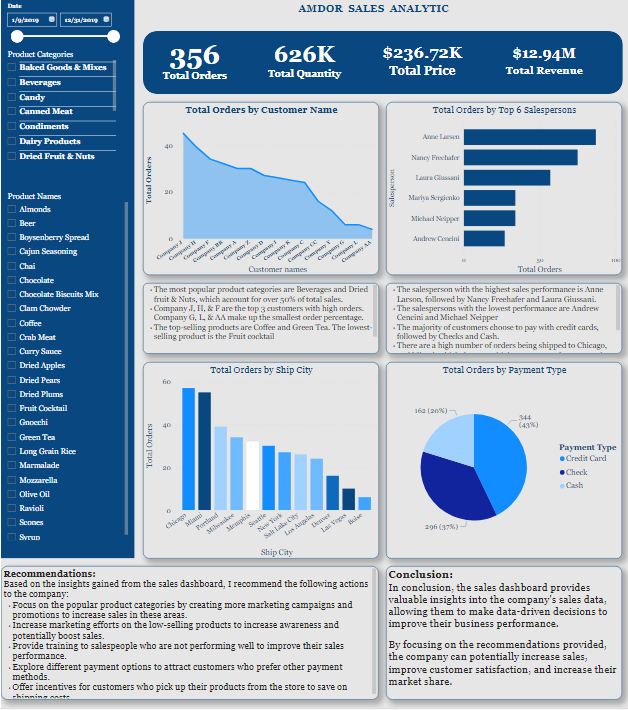 Date
1/9/2019
12/31/2019
Product Categories
Baked Goods & Mixes
Beverages
Candy
Canned Meat
Condiments
Dairy Products
Dried Fruit & Nuts
Product Names
Almonds
Beer
Boysenberry Spread
Cajun Seasoning
Chai
Chocolate
Chocolate Biscuits Mix
Clam Chowder
Coffee
Crab Meat
Curry Sauce
Dried Apples
Dried Pears
Dried Plums
Fruit Cocktail
Gnocchi
Green Tea
Long Grain Rice
Marmalade
Mozzarella
Olive Oil
Ravioli
Scones
Syrup
AMDOR SALES ANALYTIC
356
Total Orders
626K
Total Quantity
$236.72K
Total Price
$12.94M
Total Revenue
Total Orders by Customer Name
Total Orders
40
20
0
Company J
Company H
Company F
Company BB
Company A
Company Z
Company D
Company I
Company K
Company C
Company CC
Company Y
Company G
Company L
Company AA
Customer names
Total Orders by Top 6 Salespersons
Salesperson
Anne Larsen
Nancy Freehafer
Laura Giussani
Mariya Sergienko
Michael Neipper
Andrew Cencini
0
50
100
Total Orders
• The most popular product categories are Beverages and Dried
fruit & Nuts, which account for over 50% of total sales.
• Company J, H, & F are the top 3 customers with high orders.
Company G, L, & AA make up the smallest order percentage.
• The top-selling products are Coffee and Green Tea. The lowest-
selling product is the Fruit cocktail
• The salesperson with the highest sales performance is Anne
Larson, followed by Nancy Freehafer and Laura Giussani.
• The salespersons with the lowest performance are Andrew
Cencini and Michael Neipper
• The majority of customers choose to pay with credit cards,
followed by Checks and Cash.
• There are a high number of orders being shipped to Chicago,
Total Orders by Ship City
Total Orders
60
40
20
0
Chicago
Miami
Portland
Milwaukee
Memphis
Seattle
New York
Salt Lake City
Los Angelas
Denver
Las Vegas
Boise
Ship City
Total Orders by Payment Type
162 (20%)
344
(43%)
296 (37%)
Payment Type
Credit Card
Check
Cash
Recommendations:
Based on the insights gained from the sales dashboard, I recommend the following actions
to the company:
• Focus on the popular product categories by creating more marketing campaigns and
promotions to increase sales in these areas.
• Increase marketing efforts on the low-selling products to increase awareness and
potentially boost sales.
• Provide training to salespeople who are not performing well to improve their sales
performance.
• Explore different payment options to attract customers who prefer other payment
methods.
• Offer incentives for customers who pick up their products from the store to save on
shipping costs
Conclusion:
In conclusion, the sales dashboard provides
valuable insights into the company's sales data,
allowing them to make data-driven decisions to
improve their business performance.
By focusing on the recommendations provided,
the company can potentially increase sales,
improve customer satisfaction, and increase their
market share.